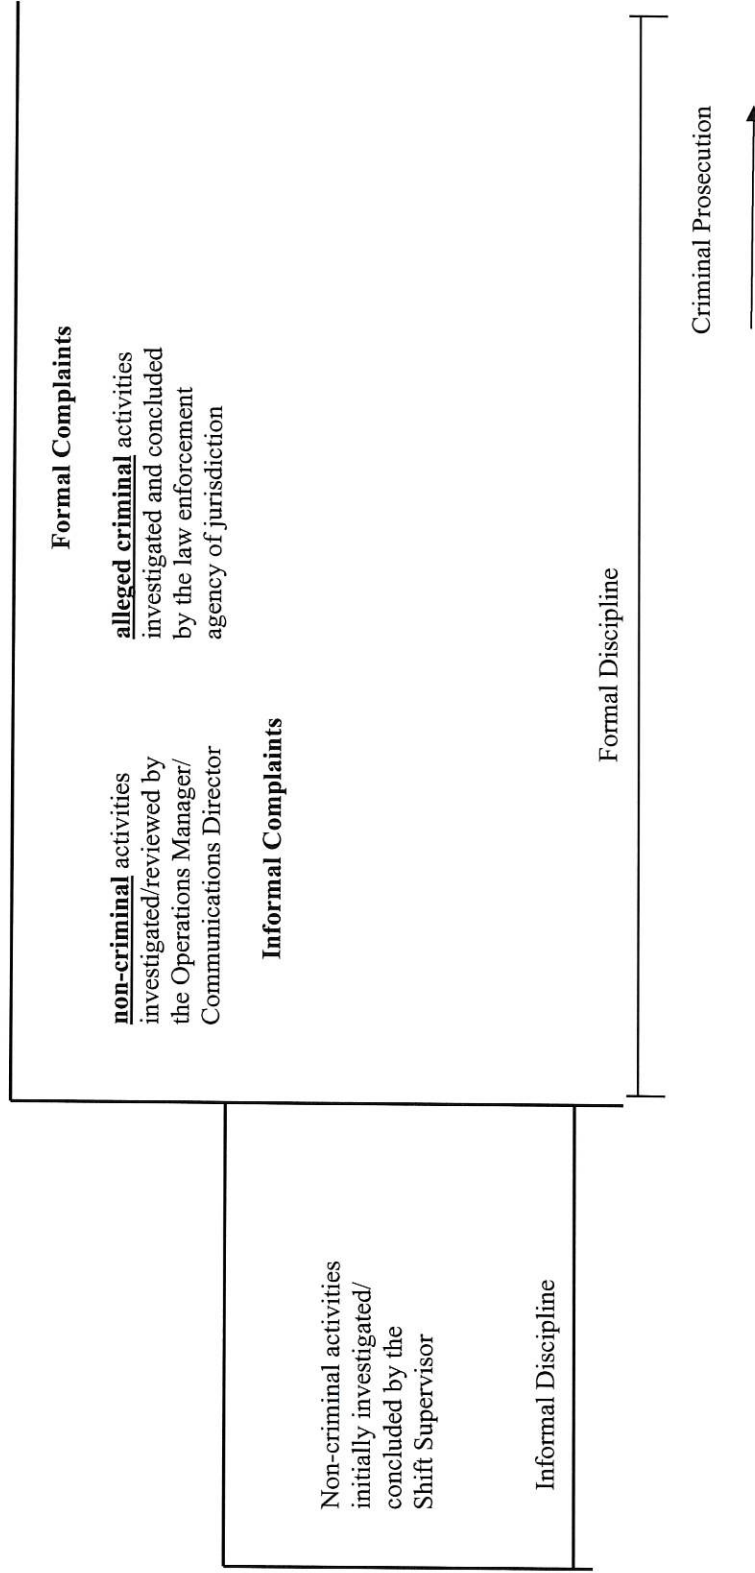 Formal Complaints
non-criminal activities
investigated/reviewed by
the Operations Manager/
Communications Director
alleged criminal activities
investigated and concluded
by the law enforcement
agency of jurisdiction
Informal Complaints
Non-criminal activities
initially investigated/
concluded by the
Shift Supervisor
Informal Discipline
Formal Discipline
Criminal Prosecution